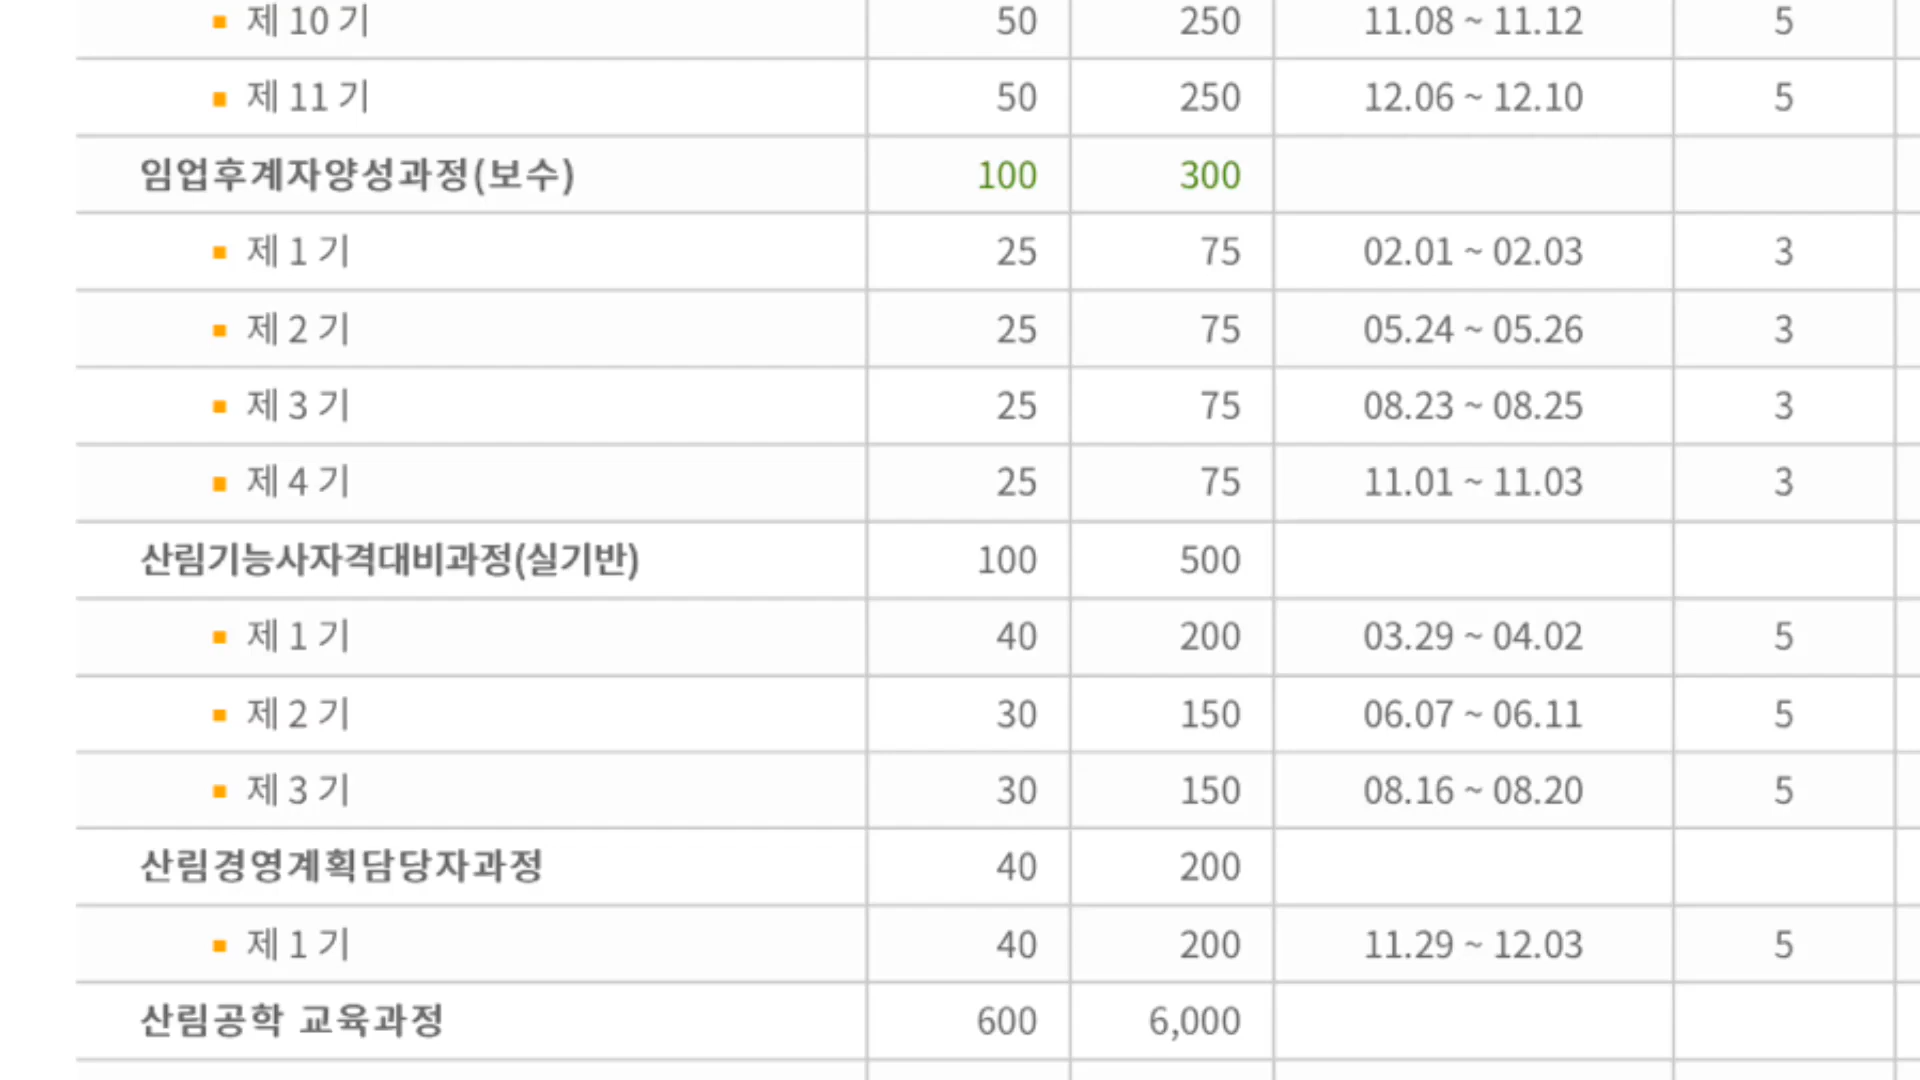 제 10 기 50 250 11.08 ~ 11.12 5
제 11 기 50 250 12.06 ~ 12.10 5
임업후계자양성과정(보수) 100 300
제 1 기 25 75 02.01 ~ 02.03 3
제 2 기 25 75 05.24 ~ 05.26 3
제 3 기 25 75 08.23 ~ 08.25 3
제 4 기 25 75 11.01 ~ 11.03 3
산림기능사자격대비과정(실기반) 100 500
제 1 기 40 200 03.29 ~ 04.02 5
제 2 기 30 150 06.07 ~ 06.11 5
제 3 기 30 150 08.16 ~ 08.20 5
산림경영계획담당자과정 40 200
제 1 기 40 200 11.29 ~ 12.03 5
산림공학 교육과정 600 6,000